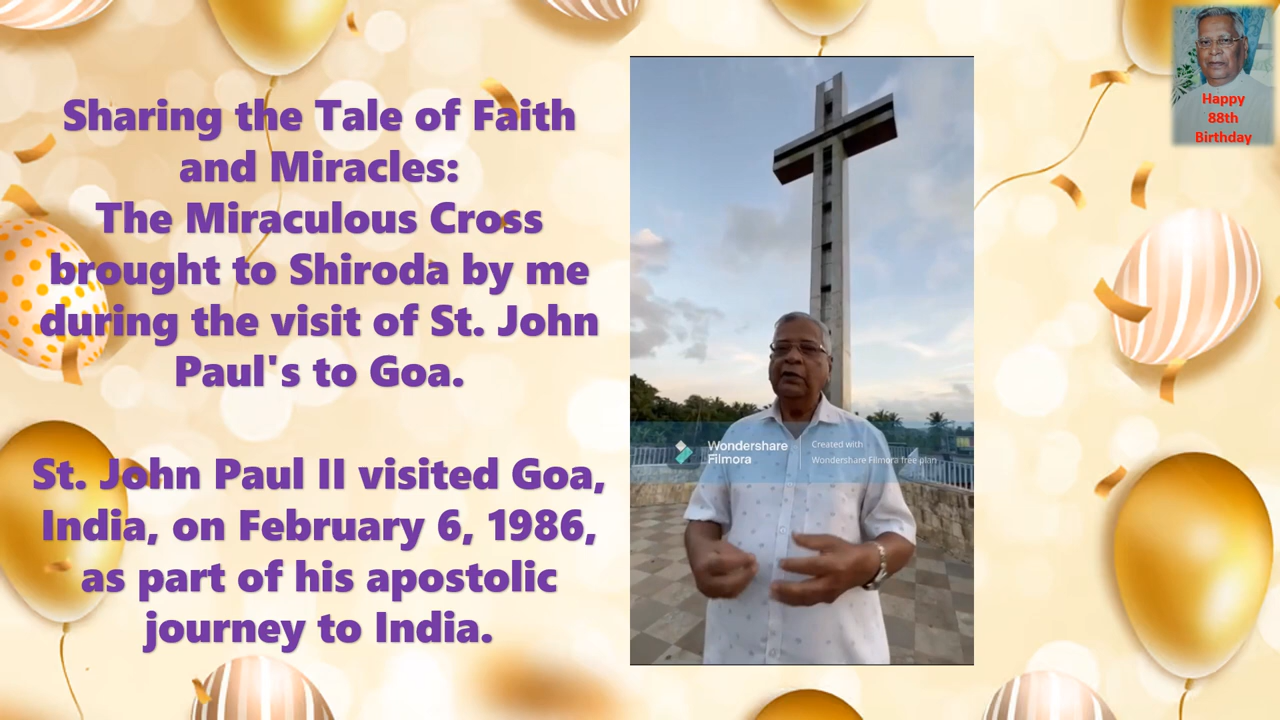 Sharing the Tale of Faith
and Miracles:
The Miraculous Cross
brought to Shiroda by me
during the visit of St. John
Paul's to Goa.
St. John Paul II visited Goa,
India, on February 6, 1986,
as part of his apostolic
journey to India.
Wondershare
Filmora
Created with
Wondershare Filmora free plan
Happy
88th
Birthday